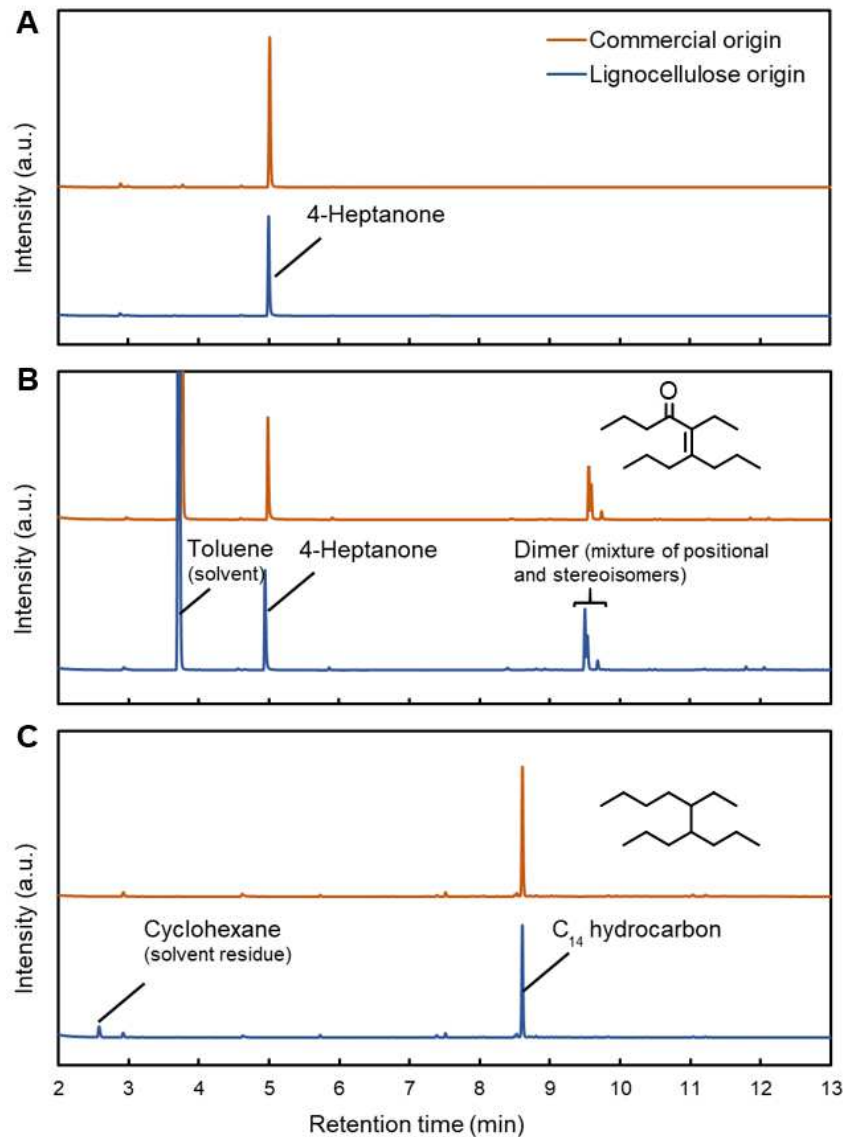 A
Commercial origin
Lignocellulose origin
4-Heptanone
Intensity (a.u.)
B
O
Toluene
(solvent)
4-Heptanone
Dimer (mixture of positional
and stereoisomers)
Intensity (a.u.)
C
Cyclohexane
(solvent residue)
C14 hydrocarbon
Intensity (a.u.)
2 3 4 5 6 7 8 9 10 11 12 13
Retention time (min)